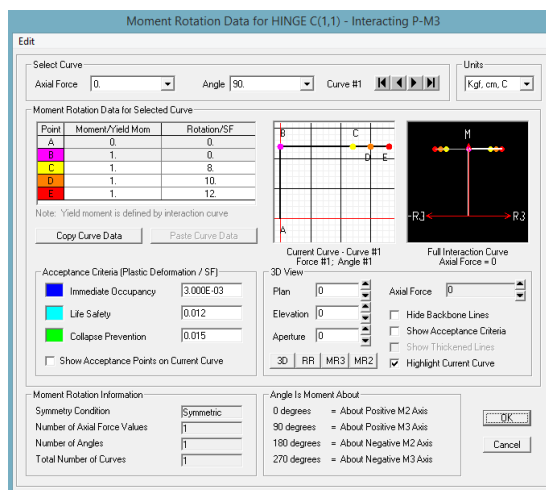 Moment Rotation Data for HINGE C(1,1) - Interacting P-M3
Edit
Select Curve
Axial Force 0. Angle 90. Curve #1
Units
Kgf, cm, C
Moment Rotation Data for Selected Curve
Point Moment/Yield Mom Rotation/SF
A 0. 0.
B 1. 0.
C 1. 8.
D 1. 10.
E 1. 12.
Note: Yield moment is defined by interaction curve
Copy Curve Data Paste Curve Data
B C
D E
A
Current Curve - Curve #1
Force #1; Angle #1
M
-R3 R3
Full Interaction Curve
Axial Force = 0
Acceptance Criteria (Plastic Deformation / SF)
Immediate Occupancy 3.000E-03
Life Safety 0.012
Collapse Prevention 0.015
Show Acceptance Points on Current Curve
3D View
Plan 0
Elevation 0
Aperture 0
3D RR MR3 MR2
Axial Force 0
Hide Backbone Lines
Show Acceptance Criteria
Show Thickened Lines
Highlight Current Curve
Moment Rotation Information
Symmetry Condition Symmetric
Number of Axial Force Values 1
Number of Angles 1
Total Number of Curves 1
Angle Is Moment About
0 degrees = About Positive M2 Axis
90 degrees = About Positive M3 Axis
180 degrees = About Negative M2 Axis
270 degrees = About Negative M3 Axis
OK
Cancel